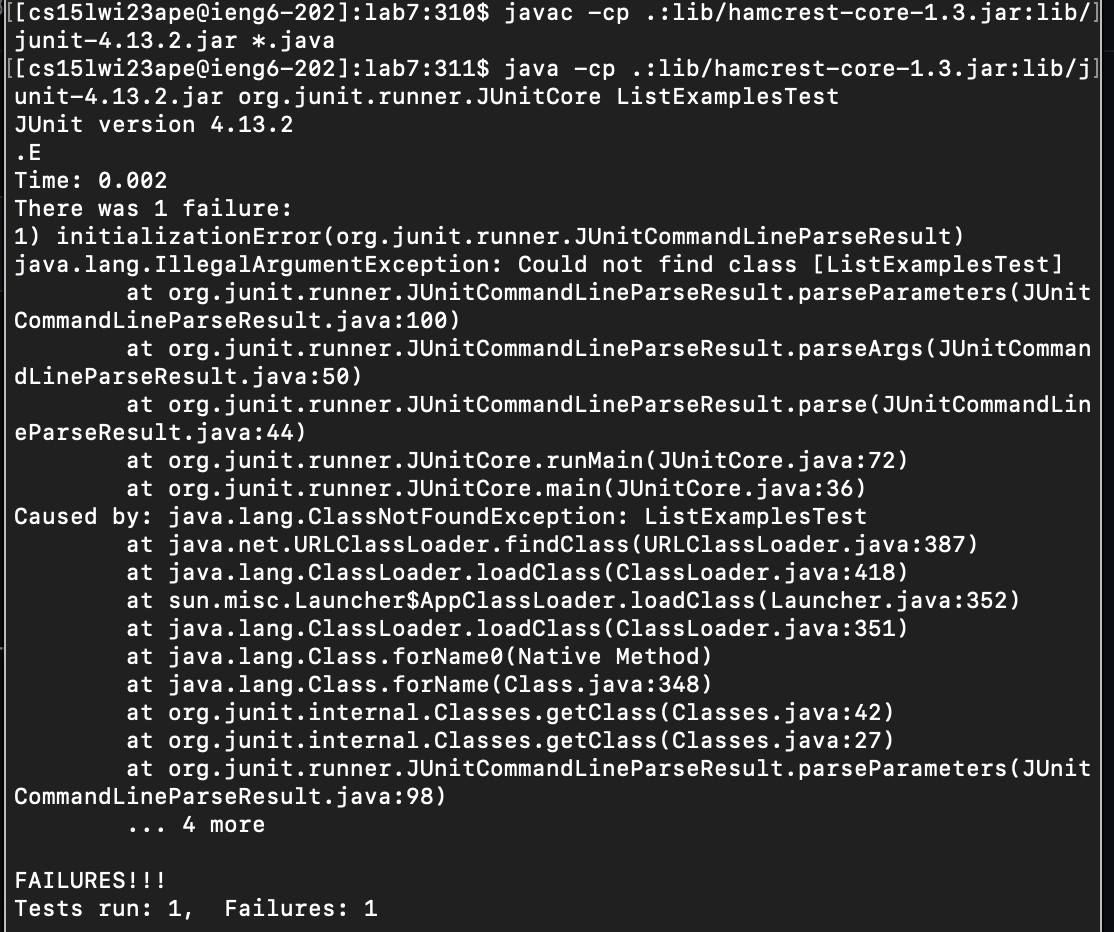 [[cs15lwi23ape@ieng6-202]:lab7:310$ javac -cp .:lib/hamcrest-core-1.3.jar:lib/]
junit-4.13.2.jar *.java
[[cs15lwi23ape@ieng6-202]:lab7:311$ java -cp .:lib/hamcrest-core-1.3.jar:lib/j]
unit-4.13.2.jar org.junit.runner.JUnitCore ListExamplesTest
JUnit version 4.13.2
.E
Time: 0.002
There was 1 failure:
1) initializationError(org.junit.runner.JUnitCommandLineParseResult)
java.lang.IllegalArgumentException: Could not find class [ListExamplesTest]
        at org.junit.runner.JUnitCommandLineParseResult.parseParameters(JUnit
CommandLineParseResult.java:100)
        at org.junit.runner.JUnitCommandLineParseResult.parseArgs(JUnitComman
dLineParseResult.java:50)
        at org.junit.runner.JUnitCommandLineParseResult.parse(JUnitCommandLin
eParseResult.java:44)
        at org.junit.runner.JUnitCore.runMain(JUnitCore.java:72)
        at org.junit.runner.JUnitCore.main(JUnitCore.java:36)
Caused by: java.lang.ClassNotFoundException: ListExamplesTest
        at java.net.URLClassLoader.findClass(URLClassLoader.java:387)
        at java.lang.ClassLoader.loadClass(ClassLoader.java:418)
        at sun.misc.Launcher$AppClassLoader.loadClass(Launcher.java:352)
        at java.lang.ClassLoader.loadClass(ClassLoader.java:351)
        at java.lang.Class.forName0(Native Method)
        at java.lang.Class.forName(Class.java:348)
        at org.junit.internal.Classes.getClass(Classes.java:42)
        at org.junit.internal.Classes.getClass(Classes.java:27)
        at org.junit.runner.JUnitCommandLineParseResult.parseParameters(JUnit
CommandLineParseResult.java:98)
        ... 4 more

FAILURES!!!
Tests run: 1,  Failures: 1